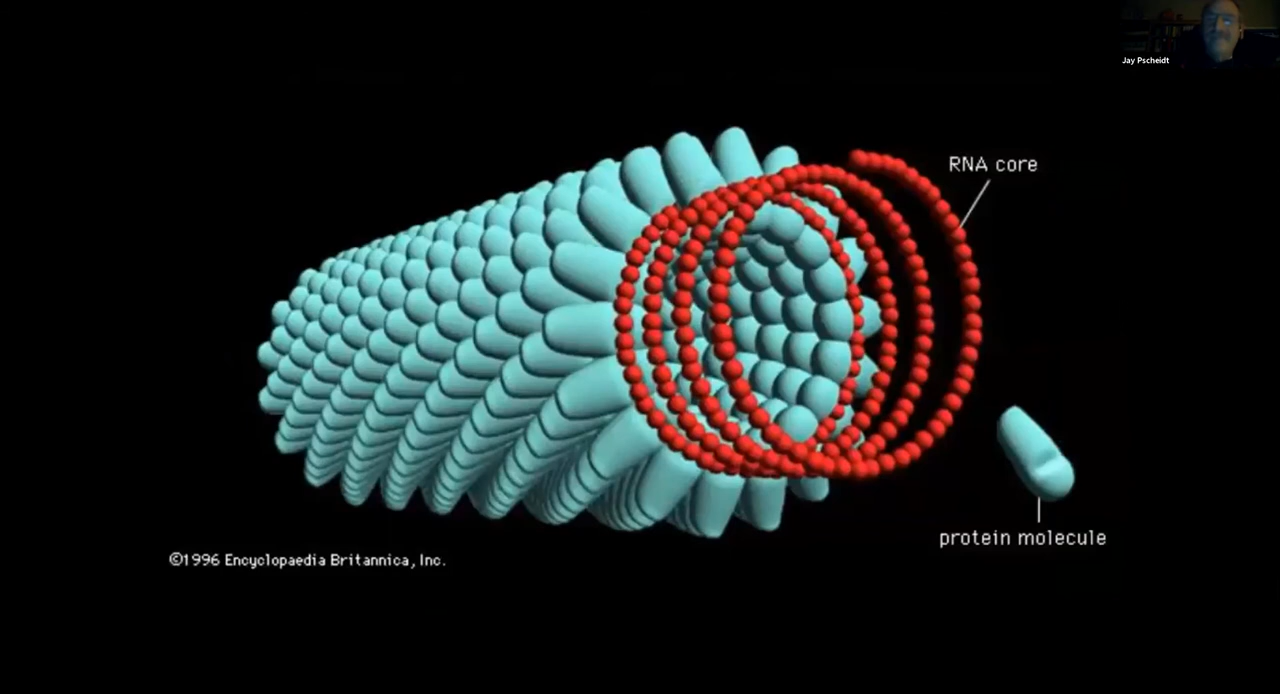 Jay Pscheidt
RNA core
protein molecule
©1996 Encyclopaedia Britannica, Inc.